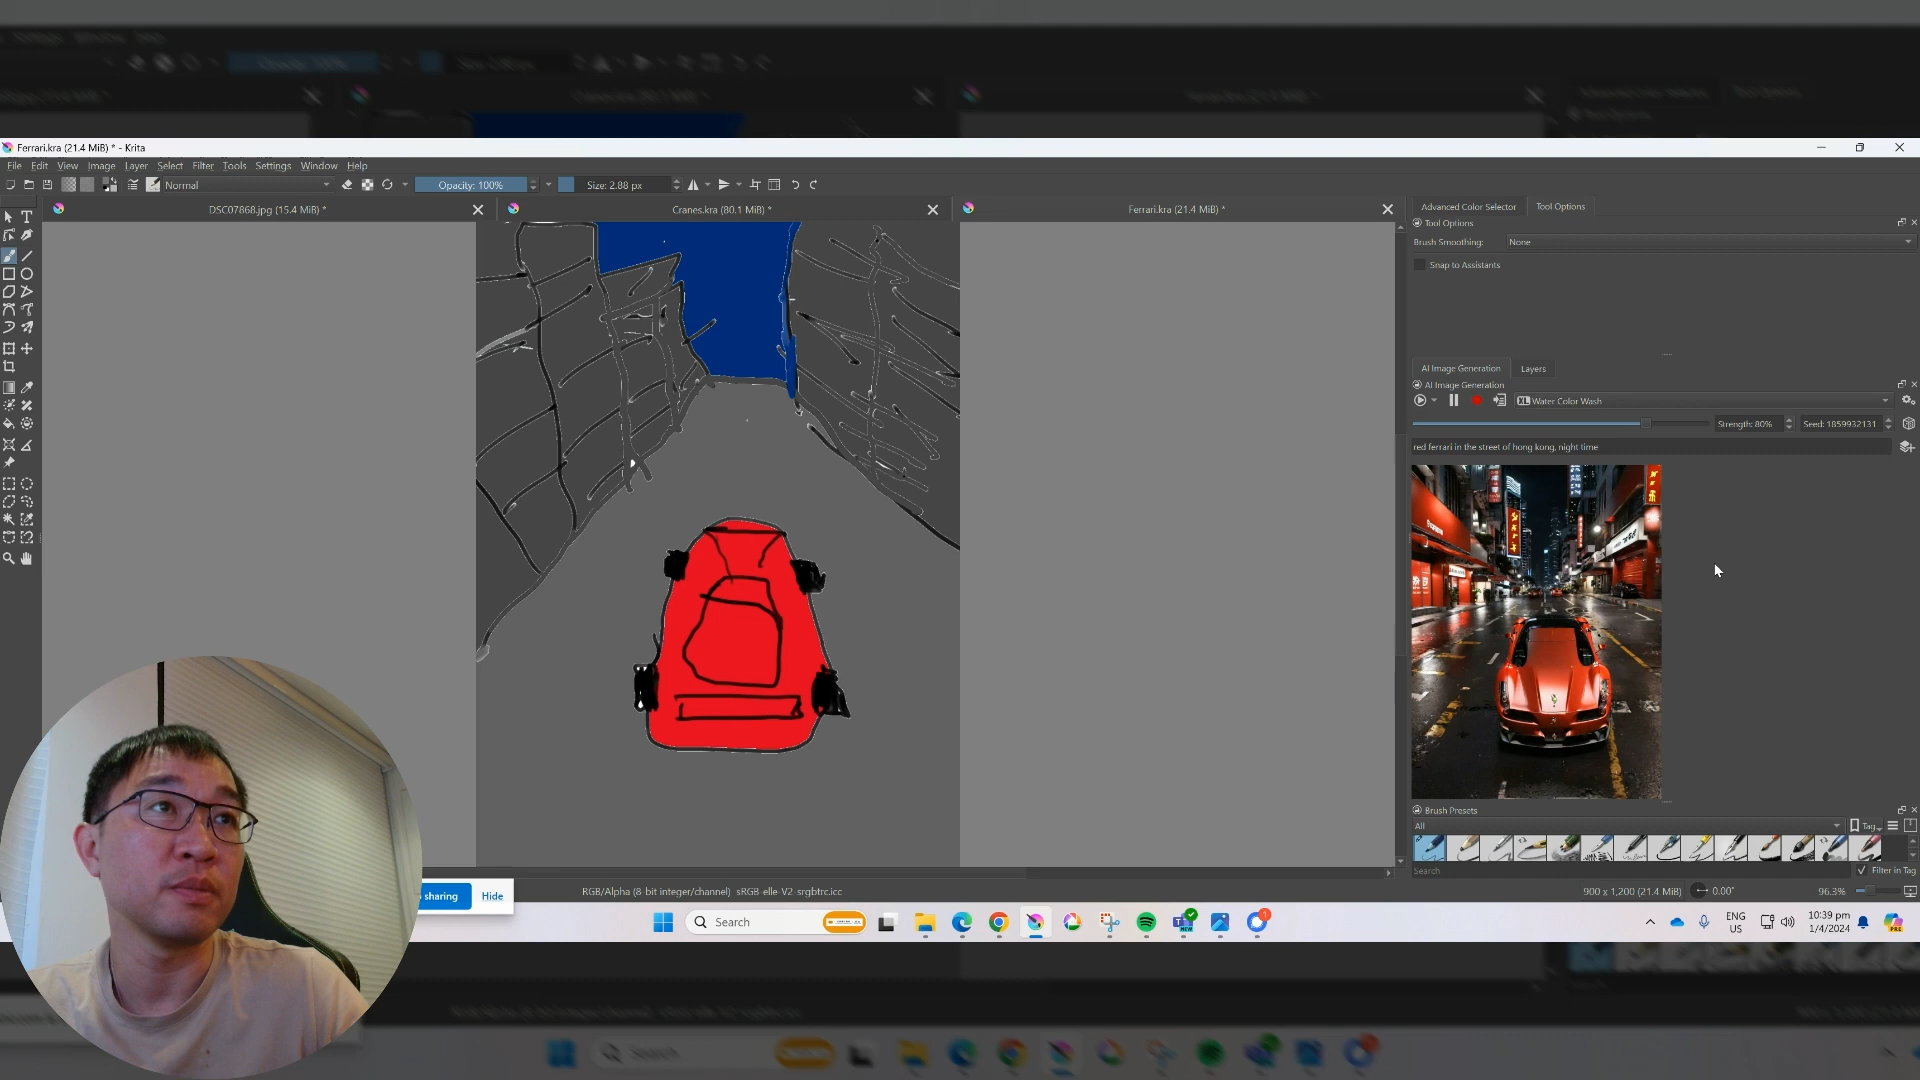 Ferrari.kra (21.4 MiB) * - Krita
File Edit View Image Layer Select Filter Tools Settings Window Help
Normal
Opacity: 100%
Size: 2.88 px
DSC07868.jpg (15.4 MiB) *
Cranes.kra (80.1 MiB) *
Ferrari.kra (21.4 MiB) *
Advanced Color Selector
Tool Options
Tool Options
Brush Smoothing: None
Snap to Assistants
AI Image Generation
Layers
AI Image Generation
XL Water Color Wash
Strength: 80%
Seed: 1859932131
red ferrari in the street of hong kong, night time
Brush Presets
All
Tag
Search
Filter in Tag
sharing
Hide
RGB/Alpha (8-bit integer/channel) sRGB-elle-V2-srgbtrc.icc
900 x 1,200 (21.4 MiB)
0.00°
96.3%
Search
NEW
1
ENG
US
10:39 pm
1/4/2024
PRE